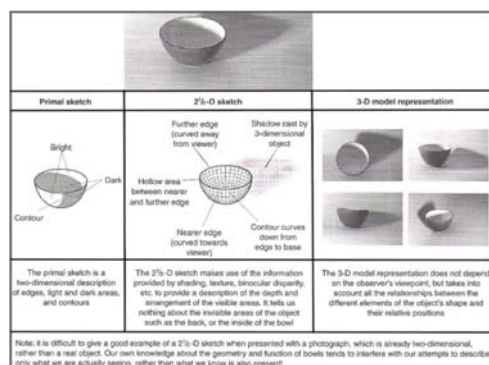 Primal sketch
2½-D sketch
3-D model representation
Bright
Dark
Contour
Further edge
(curved away
from viewer)
Shadow cast by
3-dimensional
object
Hollow area
between nearer
and further edge
Nearer edge
(curved towards
viewer)
Contour curves
down from
edge to base
The primal sketch is a
two-dimensional description
of edges, light and dark areas,
and contours
The 2½-D sketch makes use of the information
provided by shading, texture, binocular disparity,
etc. to provide a description of the depth and
arrangement of the visible areas. It tells us
nothing about the invisible areas of the object
such as the back, or the inside of the bowl
The 3-D model representation does not depend
on the observer's viewpoint, but takes into
account all the relationships between the
different elements of the object's shape and
their relative positions
Note: it is difficult to give a good example of a 2½-D sketch when presented with a photograph, which is already two-dimensional,
rather than a real object. Our own knowledge about the geometry and function of bowls tends to interfere with our attempts to describe
only what we are actually seeing, rather than what we know is also present!